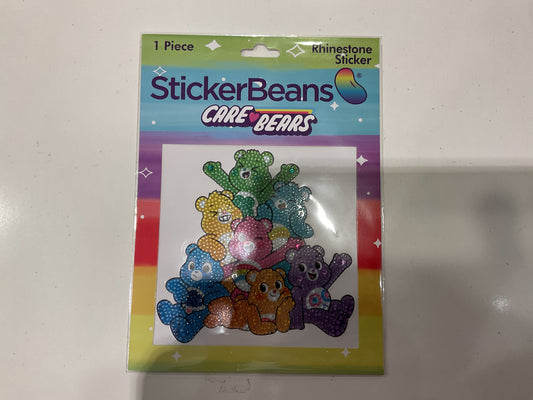 1 Piece
Rhinestone
Sticker
StickerBeans®
CARE BEARS